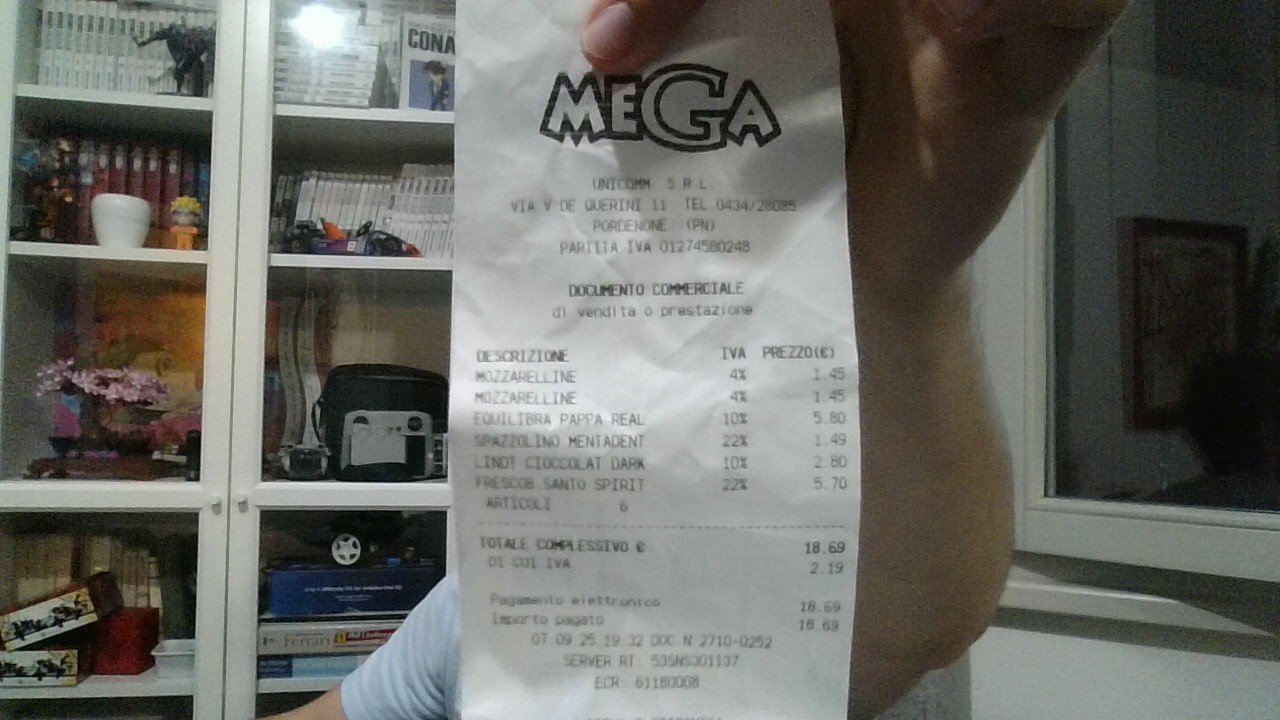 CONA
MEGA
UNICOMM S.R.L.
VIA V DE QUERINI 11 TEL.0434/28085
PORDENONE (PN)
PARTITA IVA 01274580248
DOCUMENTO COMMERCIALE
di vendita o prestazione
DESCRIZIONE IVA PREZZO(€)
MOZZARELLINE 4% 1.45
MOZZARELLINE 4% 1.45
EQUILIBRA PAPPA REAL 10% 5.80
SPAZZOLINO MENTADENT 22% 1.49
LINDT CIOCCOLAT DARK 10% 2.80
FRESCOB.SANTO SPIRIT 22% 5.70
ARTICOLI 6
TOTALE COMPLESSIVO € 18.69
DI CUI IVA 2.19
Pagamento elettronico 18.69
Importo pagato 18.69
07 09 25 19 32 DOC N 2710-0252
SERVER RT: 53SNS301137
ECR: 61180008
Ferrari